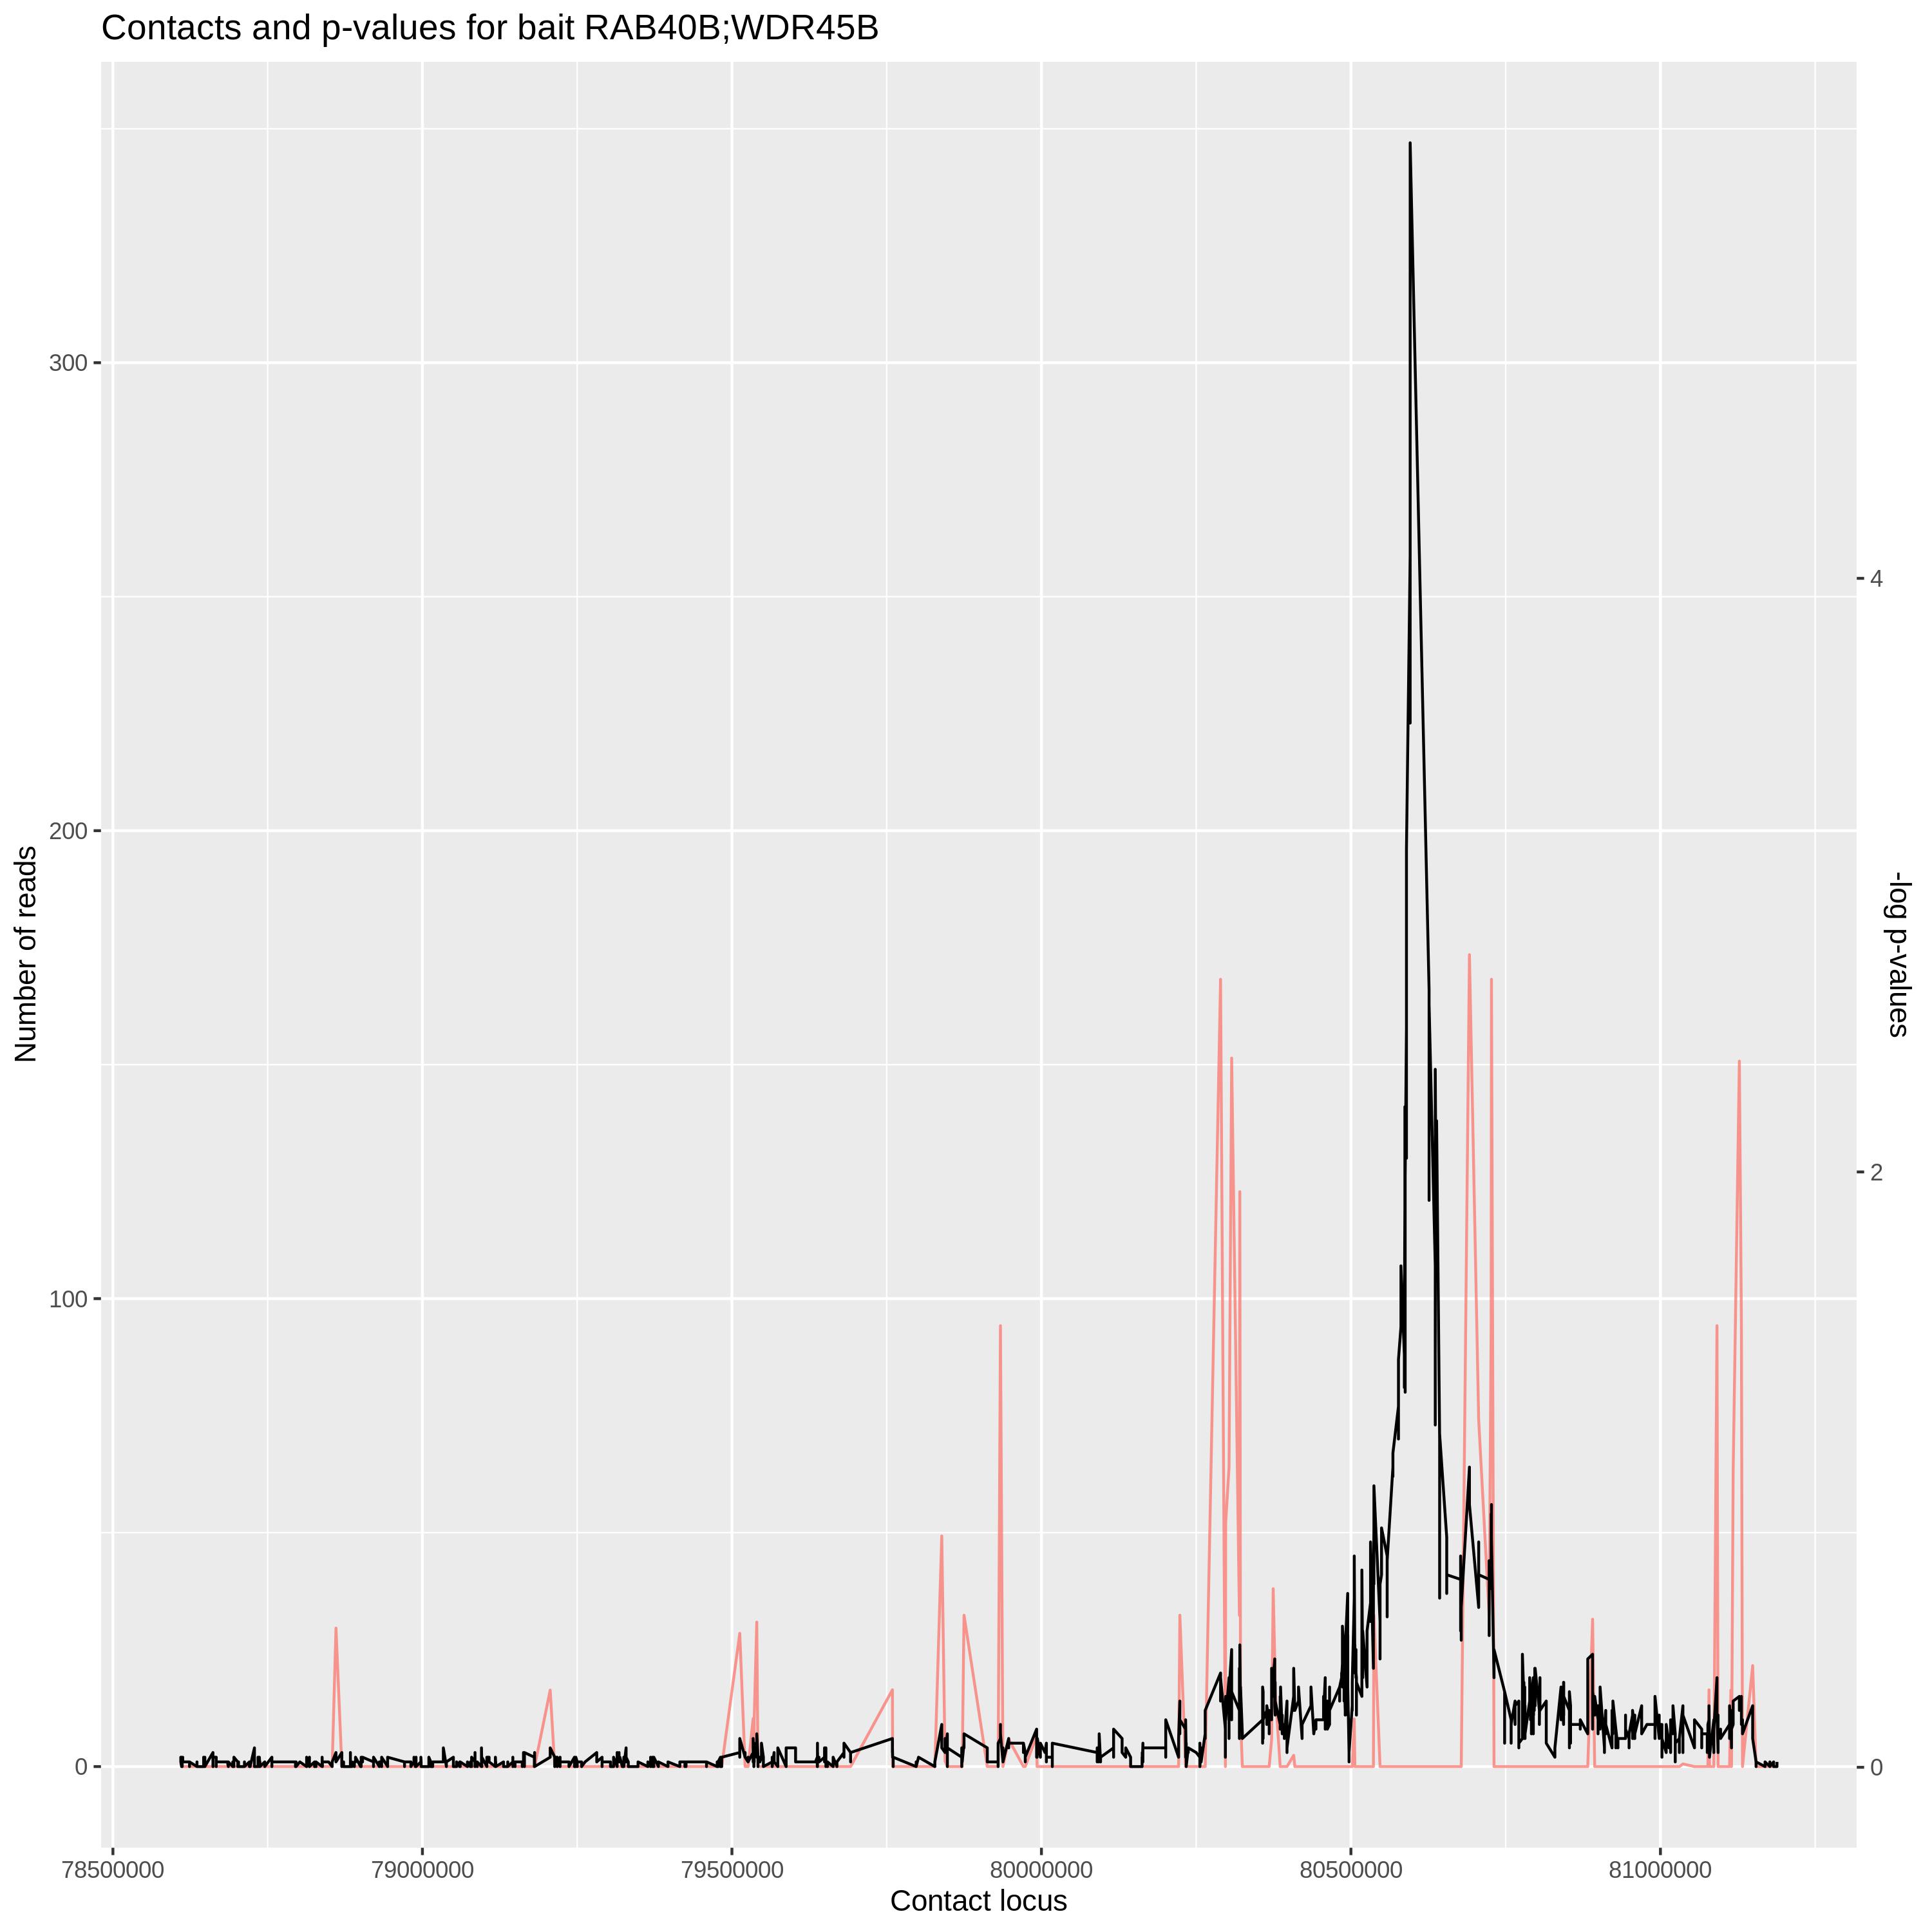 Contacts and p-values for bait RAB40B;WDR45B
Number of reads
300
200
100
0
4
2
0
-log p-values
78500000 79000000 79500000 80000000 80500000 81000000
Contact locus